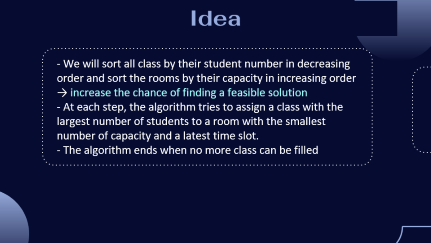 Idea
- We will sort all class by their student number in decreasing
order and sort the rooms by their capacity in increasing order
→ increase the chance of finding a feasible solution
- At each step, the algorithm tries to assign a class with the
largest number of students to a room with the smallest
number of capacity and a latest time slot.
- The algorithm ends when no more class can be filled